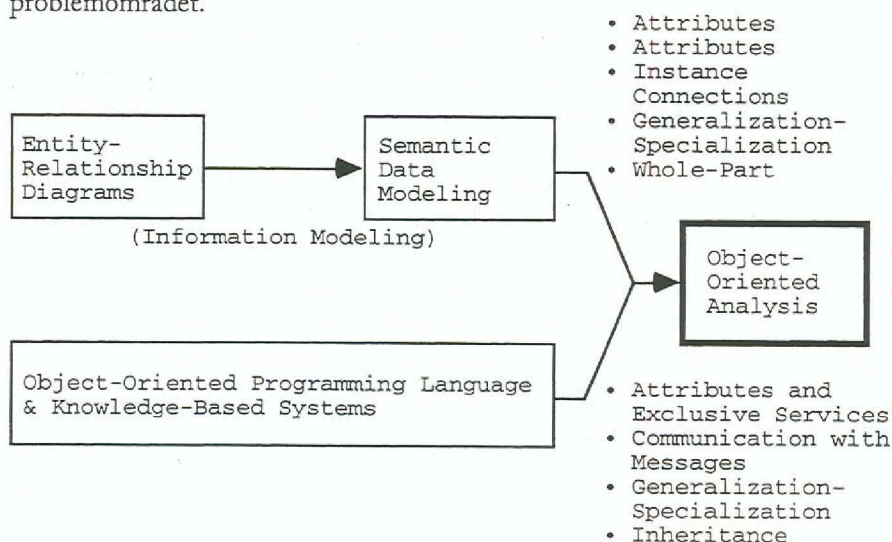 problemområdet.
• Attributes
• Attributes
• Instance
Connections
• Generalization-
Specialization
• Whole-Part
Entity-
Relationship
Diagrams
Semantic
Data
Modeling
(Information Modeling)
Object-
Oriented
Analysis
Object-Oriented Programming Language
& Knowledge-Based Systems
• Attributes and
Exclusive Services
• Communication with
Messages
• Generalization-
Specialization
• Inheritance